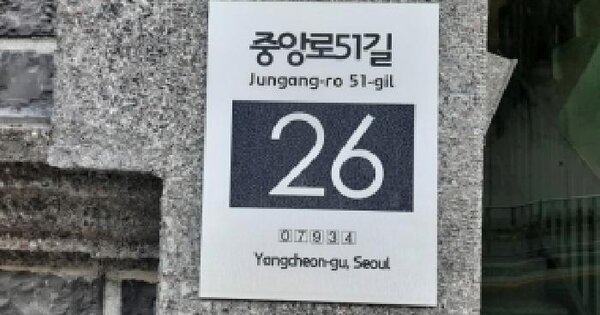 중앙로51길
Jungang-ro 51-gil
26
07934
Yangcheon-gu, Seoul